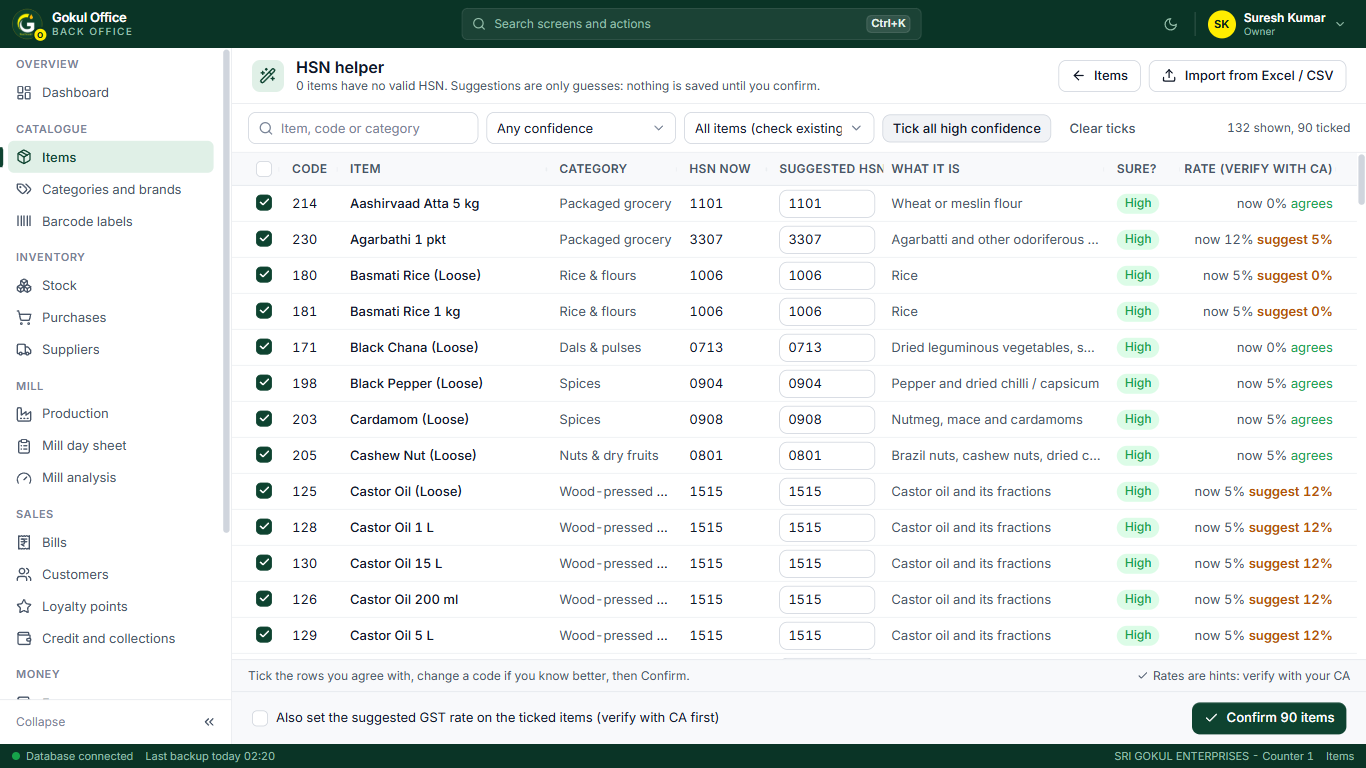 Gokul Office
BACK OFFICE
Search screens and actions
Ctrl+K
SK
Suresh Kumar
Owner
OVERVIEW
Dashboard
CATALOGUE
Items
Categories and brands
Barcode labels
INVENTORY
Stock
Purchases
Suppliers
MILL
Production
Mill day sheet
Mill analysis
SALES
Bills
Customers
Loyalty points
Credit and collections
MONEY
Collapse
HSN helper
0 items have no valid HSN. Suggestions are only guesses: nothing is saved until you confirm.
Items
Import from Excel / CSV
Item, code or category
Any confidence
All items (check existing
Tick all high confidence
Clear ticks
132 shown, 90 ticked
CODE ITEM CATEGORY HSN NOW SUGGESTED HSN WHAT IT IS SURE? RATE (VERIFY WITH CA)
214 Aashirvaad Atta 5 kg Packaged grocery 1101 1101 Wheat or meslin flour High now 0% agrees
230 Agarbathi 1 pkt Packaged grocery 3307 3307 Agarbatti and other odoriferous ... High now 12% suggest 5%
180 Basmati Rice (Loose) Rice & flours 1006 1006 Rice High now 5% suggest 0%
181 Basmati Rice 1 kg Rice & flours 1006 1006 Rice High now 5% suggest 0%
171 Black Chana (Loose) Dals & pulses 0713 0713 Dried leguminous vegetables, s... High now 0% agrees
198 Black Pepper (Loose) Spices 0904 0904 Pepper and dried chilli / capsicum High now 5% agrees
203 Cardamom (Loose) Spices 0908 0908 Nutmeg, mace and cardamoms High now 5% agrees
205 Cashew Nut (Loose) Nuts & dry fruits 0801 0801 Brazil nuts, cashew nuts, dried c... High now 5% agrees
125 Castor Oil (Loose) Wood-pressed ... 1515 1515 Castor oil and its fractions High now 5% suggest 12%
128 Castor Oil 1 L Wood-pressed ... 1515 1515 Castor oil and its fractions High now 5% suggest 12%
130 Castor Oil 15 L Wood-pressed ... 1515 1515 Castor oil and its fractions High now 5% suggest 12%
126 Castor Oil 200 ml Wood-pressed ... 1515 1515 Castor oil and its fractions High now 5% suggest 12%
129 Castor Oil 5 L Wood-pressed ... 1515 1515 Castor oil and its fractions High now 5% suggest 12%
Tick the rows you agree with, change a code if you know better, then Confirm.
Rates are hints: verify with your CA
Also set the suggested GST rate on the ticked items (verify with CA first)
Confirm 90 items
Database connected
Last backup today 02:20
SRI GOKUL ENTERPRISES - Counter 1
Items